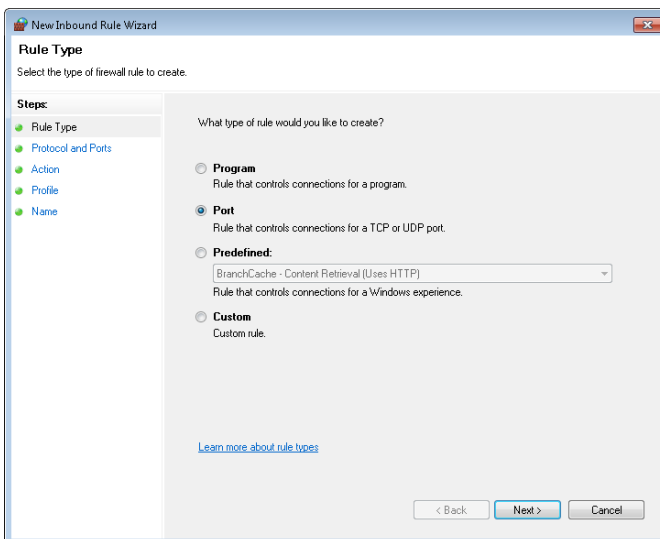 New Inbound Rule Wizard
Rule Type
Select the type of firewall rule to create.
Steps:
Rule Type
Protocol and Ports
Action
Profile
Name
What type of rule would you like to create?
Program
Rule that controls connections for a program.
Port
Rule that controls connections for a TCP or UDP port.
Predefined:
BranchCache - Content Retrieval (Uses HTTP)
Rule that controls connections for a Windows experience.
Custom
Custom rule.
Learn more about rule types
< Back Next > Cancel